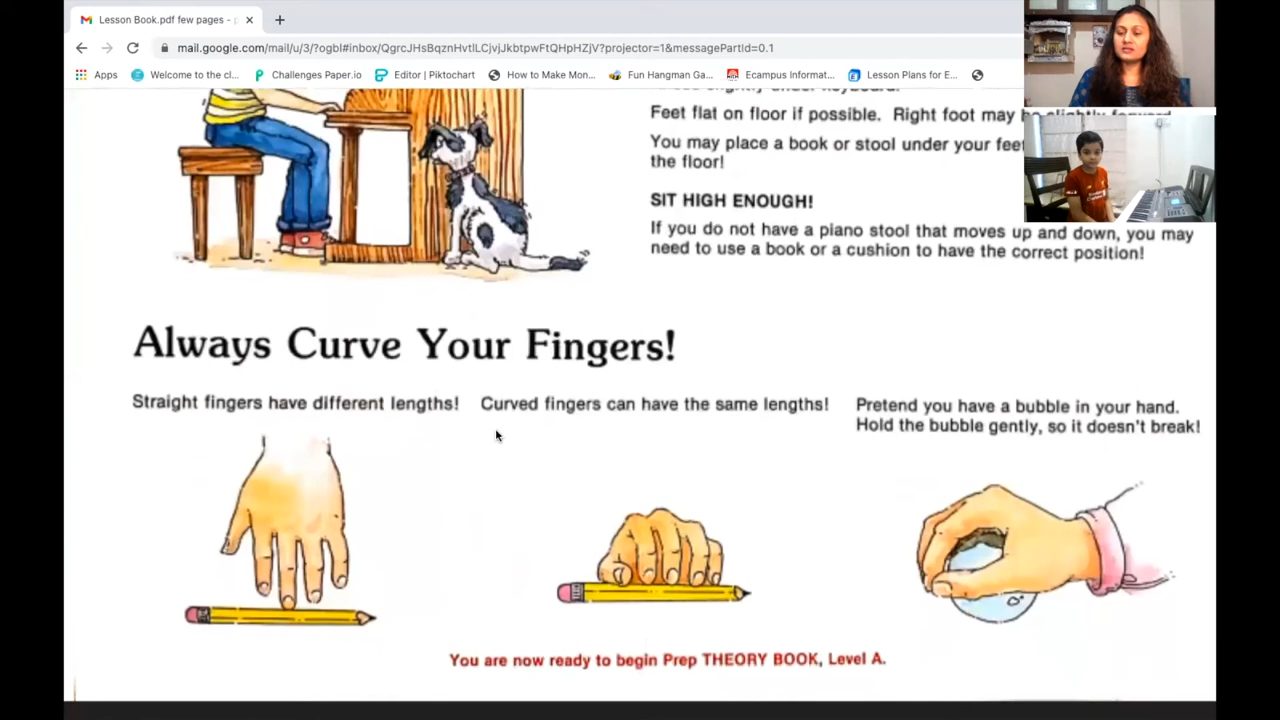 Lesson Book.pdf few pages -
mail.google.com/mail/u/3/?ogbl#inbox/QgrcJHsBqznHvtlLCjvjJkbtpwFtQHpHZjV?projector=1&messagePartId=0.1
Apps Welcome to the cl... Challenges Paper.io Editor | Piktochart How to Make Mon... Fun Hangman Ga... Ecampus Informat... Lesson Plans for E...
Feet flat on floor if possible. Right foot may be slightly forward.
You may place a book or stool under your feet
the floor!
SIT HIGH ENOUGH!
If you do not have a piano stool that moves up and down, you may
need to use a book or a cushion to have the correct position!
Always Curve Your Fingers!
Straight fingers have different lengths!
Curved fingers can have the same lengths!
Pretend you have a bubble in your hand.
Hold the bubble gently, so it doesn't break!
You are now ready to begin Prep THEORY BOOK, Level A.